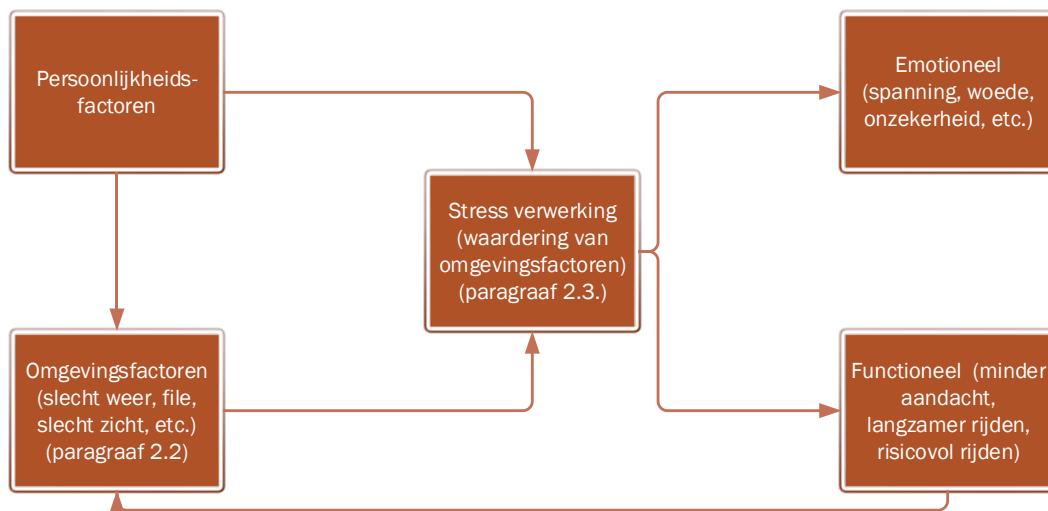 Persoonlijkheids-
factoren
Emotioneel
(spanning, woede,
onzekerheid, etc.)
Stress verwerking
(waardering van
omgevingsfactoren)
(paragraaf 2.3.)
Omgevingsfactoren
(slecht weer, file,
slecht zicht, etc.)
(paragraaf 2.2)
Functioneel (minder
aandacht,
langzamer rijden,
risicovol rijden)